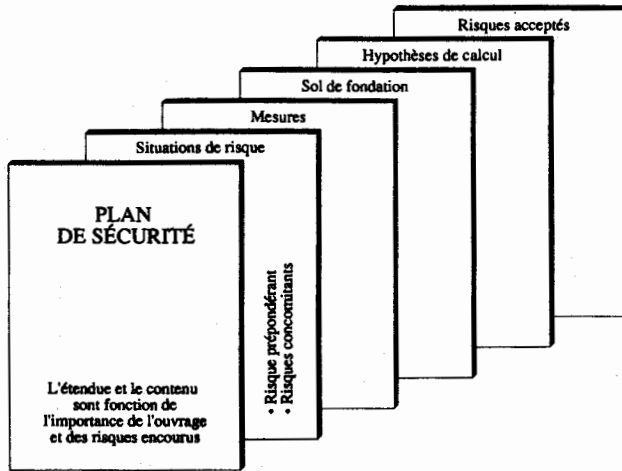 Risques acceptés
Hypothèses de calcul
Sol de fondation
Mesures
Situations de risque
PLAN
DE SÉCURITÉ
• Risque prépondérant
• Risques concomitants
L'étendue et le contenu
sont fonction de
l'importance de l'ouvrage
et des risques encourus